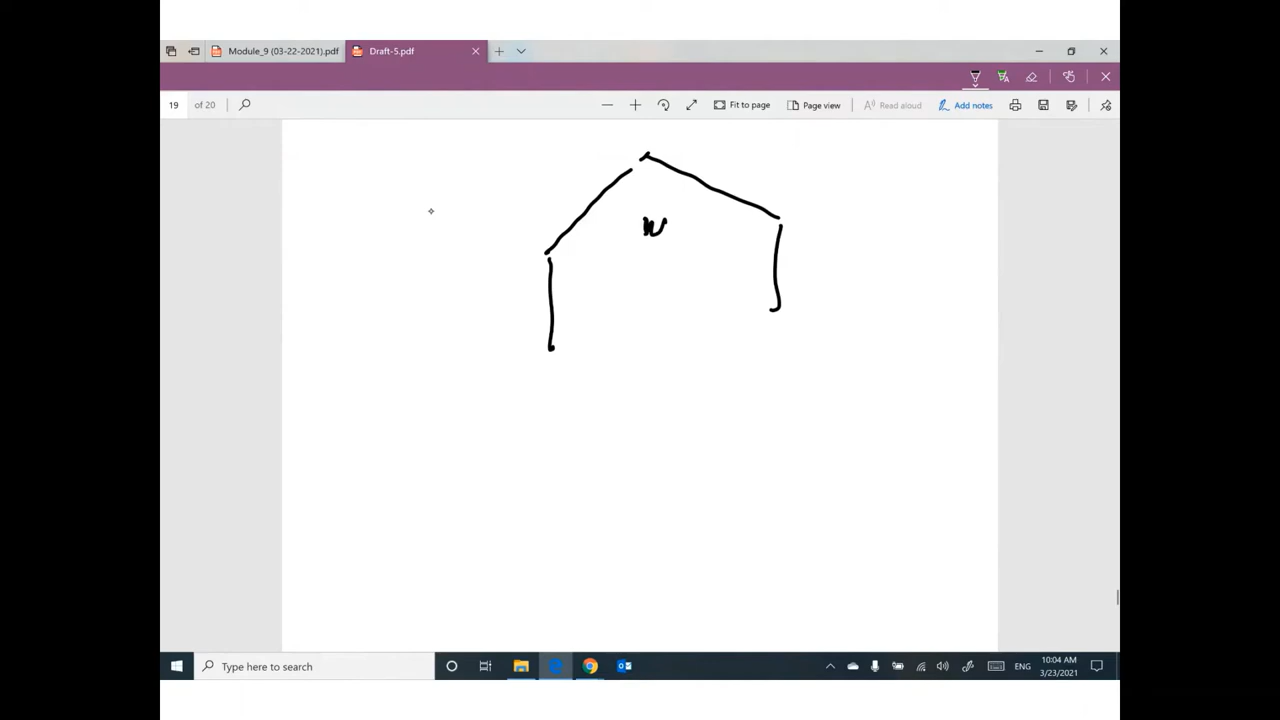 Module_9 (03-22-2021).pdf
Draft-5.pdf
19 of 20
Fit to page
Page view
Read aloud
Add notes
Type here to search
ENG
10:04 AM
3/23/2021